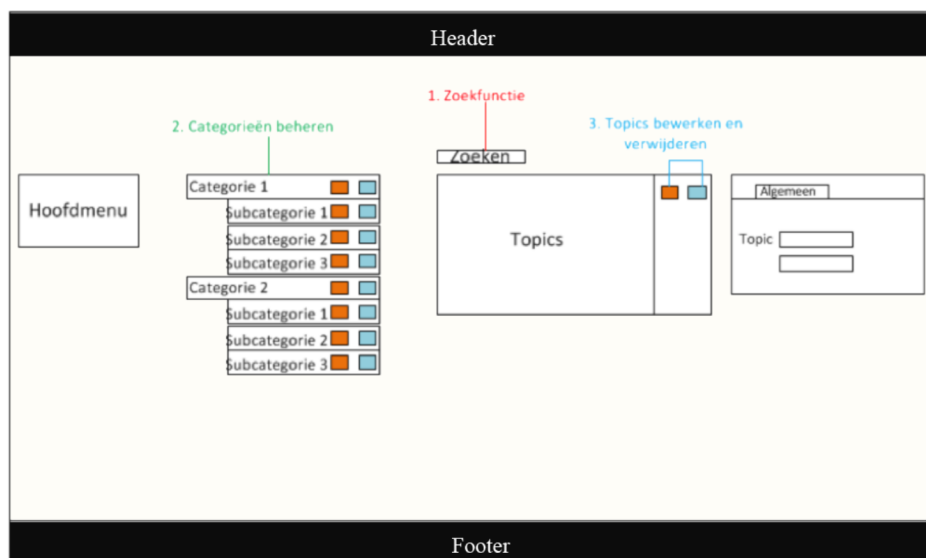 Header
1. Zoekfunctie
2. Categorieën beheren
3. Topics bewerken en
verwijderen
Zoeken
Hoofdmenu
Categorie 1
Subcategorie 1
Subcategorie 2
Subcategorie 3
Categorie 2
Subcategorie 1
Subcategorie 2
Subcategorie 3
Topics
Algemeen
Topic
Footer